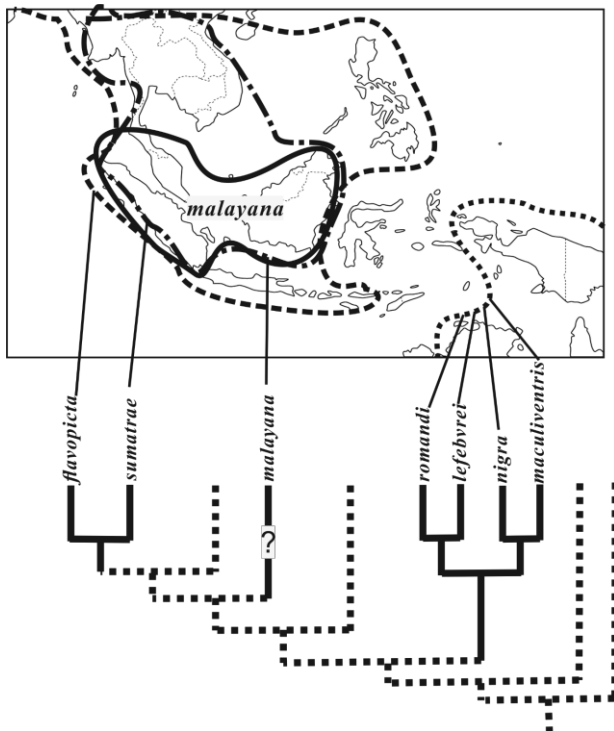 malayana
flavopicta
sumatrae
malayana
romandi
lefebvrei
nigra
maculiventris
?